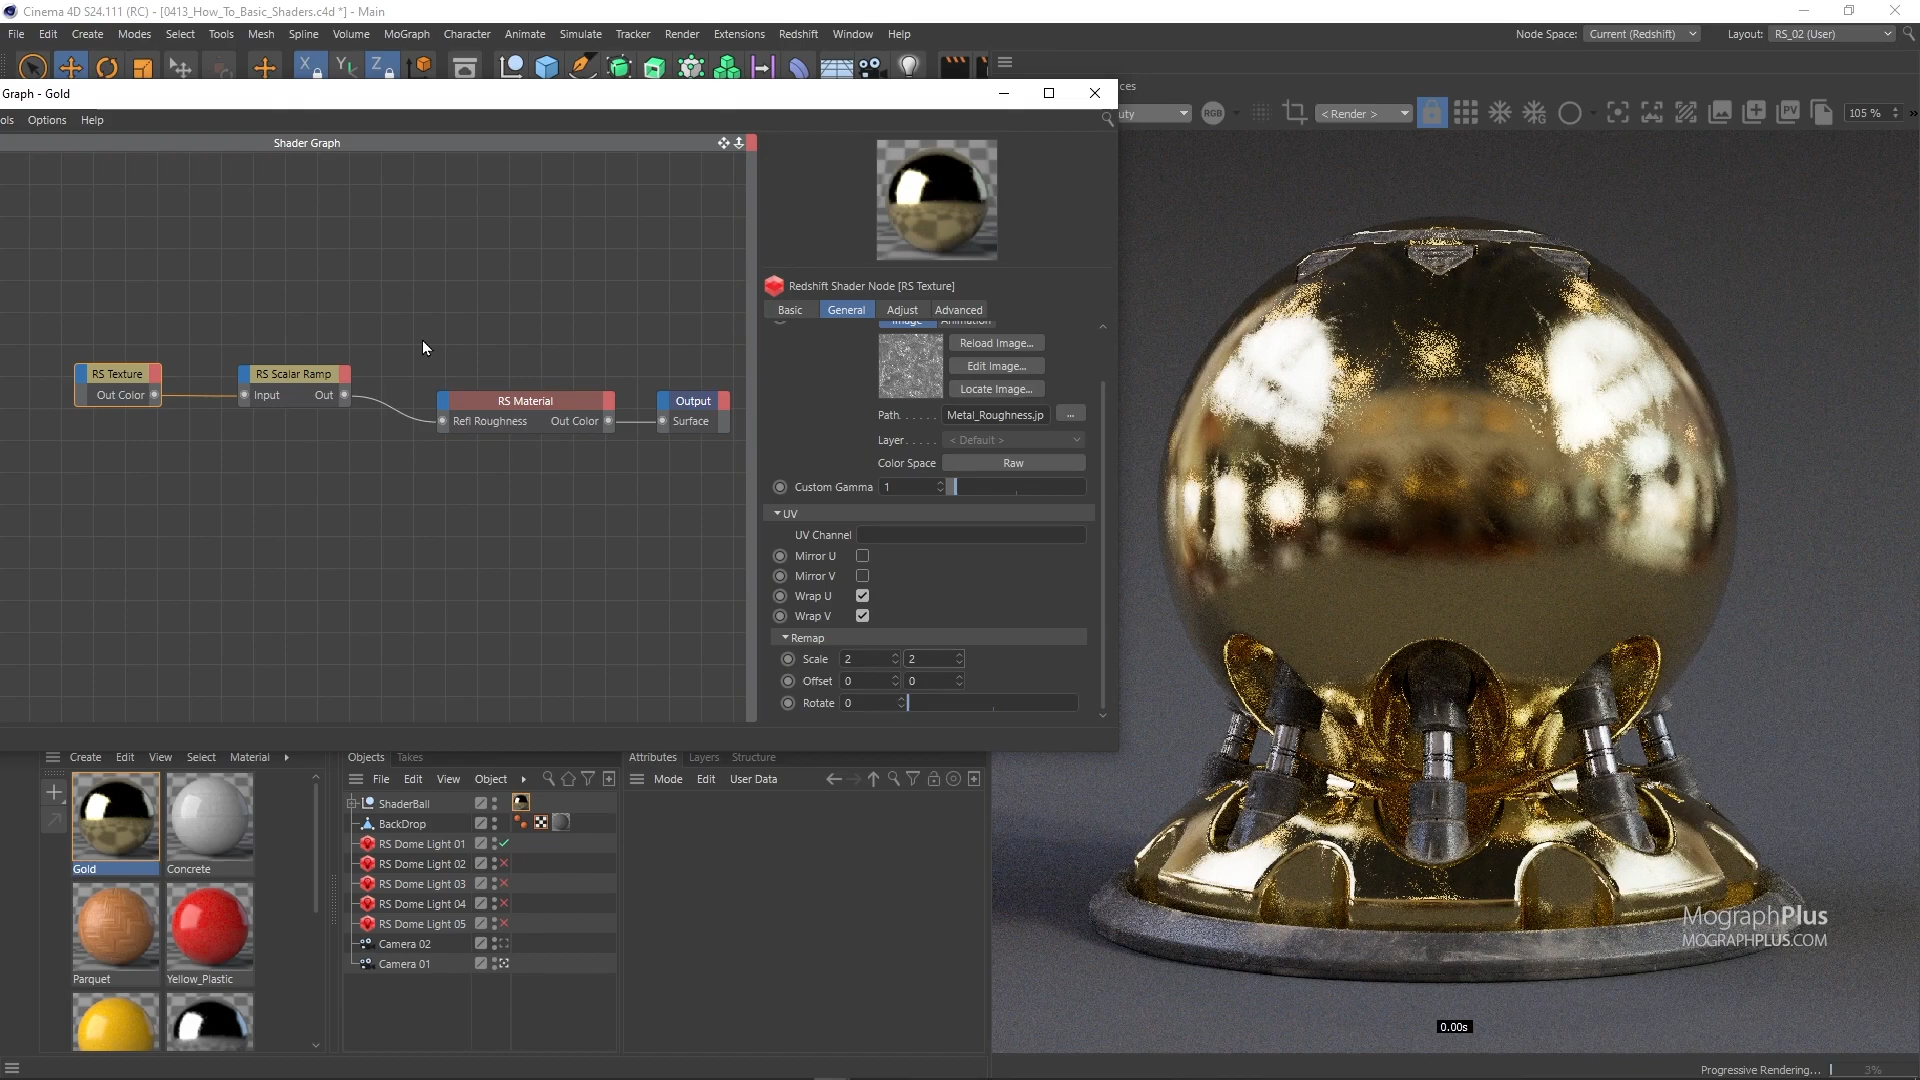 Cinema 4D S24.111 (RC) - [0413_How_To_Basic_Shaders.c4d *] - Main
File Edit Create Modes Select Tools Mesh Spline Volume MoGraph Character Animate Simulate Tracker Render Extensions Redshift Window Help
Node Space: Current (Redshift) Layout: RS_02 (User)
X Y Z
Graph - Gold
ces
ols Options Help
uty RGB < Render > PV 105 %
Shader Graph
RS Texture
Out Color
RS Scalar Ramp
Input Out
RS Material
Refl Roughness Out Color
Output
Surface
Redshift Shader Node [RS Texture]
Basic General Adjust Advanced
Image Animation
Reload Image...
Edit Image...
Locate Image...
Path. . . . . Metal_Roughness.jp ...
Layer. . . . . < Default >
Color Space Raw
Custom Gamma 1
UV
UV Channel
Mirror U
Mirror V
Wrap U
Wrap V
Remap
Scale 2 2
Offset 0 0
Rotate 0
Create Edit View Select Material
Gold
Concrete
Parquet
Yellow_Plastic
Objects Takes
File Edit View Object
ShaderBall
BackDrop
RS Dome Light 01
RS Dome Light 02
RS Dome Light 03
RS Dome Light 04
RS Dome Light 05
Camera 02
Camera 01
Attributes Layers Structure
Mode Edit User Data
MographPlus
MOGRAPHPLUS.COM
0.00s
Progressive Rendering... 3%